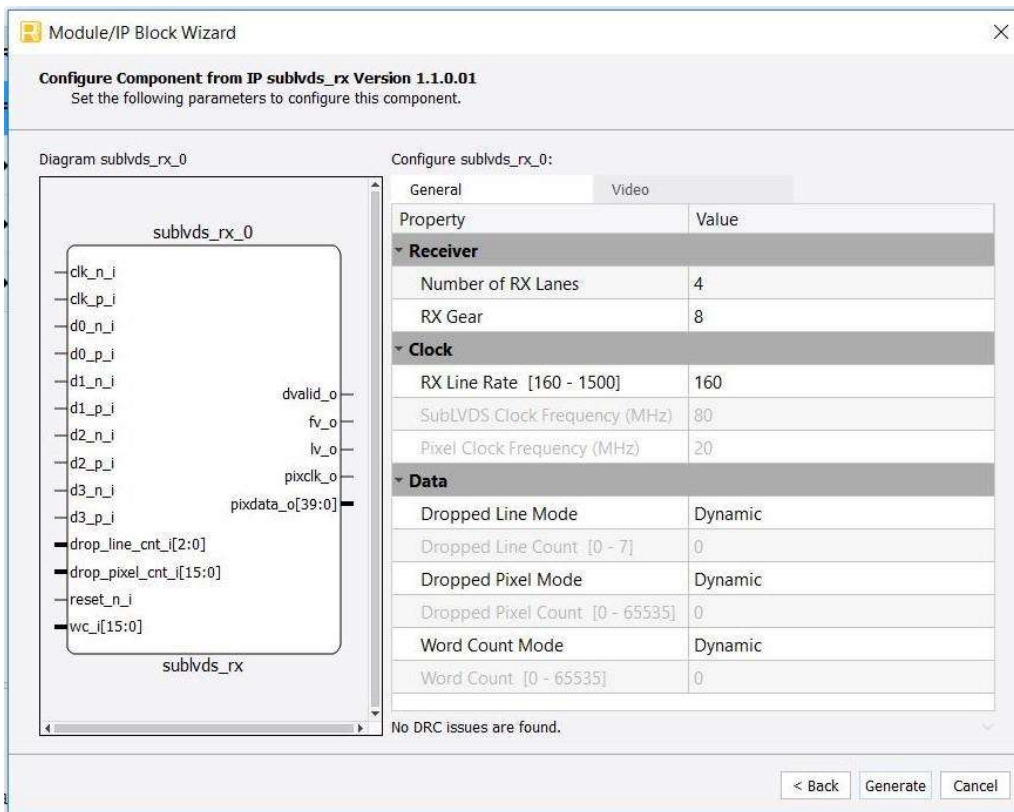 Module/IP Block Wizard
Configure Component from IP sublvds_rx Version 1.1.0.01
Set the following parameters to configure this component.
Diagram sublvds_rx_0
sublvds_rx_0
clk_n_i
clk_p_i
d0_n_i
d0_p_i
d1_n_i
d1_p_i
d2_n_i
d2_p_i
d3_n_i
d3_p_i
drop_line_cnt_i[2:0]
drop_pixel_cnt_i[15:0]
reset_n_i
wc_i[15:0]
dvalid_o
fv_o
lv_o
pixclk_o
pixdata_o[39:0]
sublvds_rx
Configure sublvds_rx_0:
General Video
Property Value
Receiver
Number of RX Lanes 4
RX Gear 8
Clock
RX Line Rate [160 - 1500] 160
SubLVDS Clock Frequency (MHz) 80
Pixel Clock Frequency (MHz) 20
Data
Dropped Line Mode Dynamic
Dropped Line Count [0 - 7] 0
Dropped Pixel Mode Dynamic
Dropped Pixel Count [0 - 65535] 0
Word Count Mode Dynamic
Word Count [0 - 65535] 0
No DRC issues are found.
< Back Generate Cancel